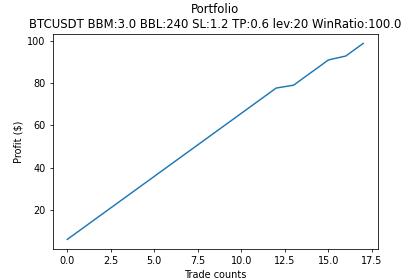 Portfolio
BTCUSDT BBM:3.0 BBL:240 SL:1.2 TP:0.6 lev:20 WinRatio:100.0
100
80
60
40
20
Profit ($)
0.0 2.5 5.0 7.5 10.0 12.5 15.0 17.5
Trade counts